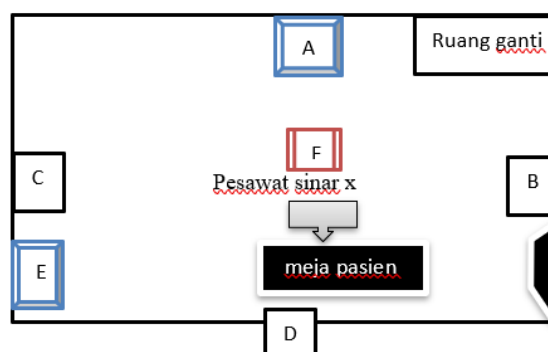 A
Ruang ganti
F
C
Pesawat sinar x
B
E
meja pasien
D